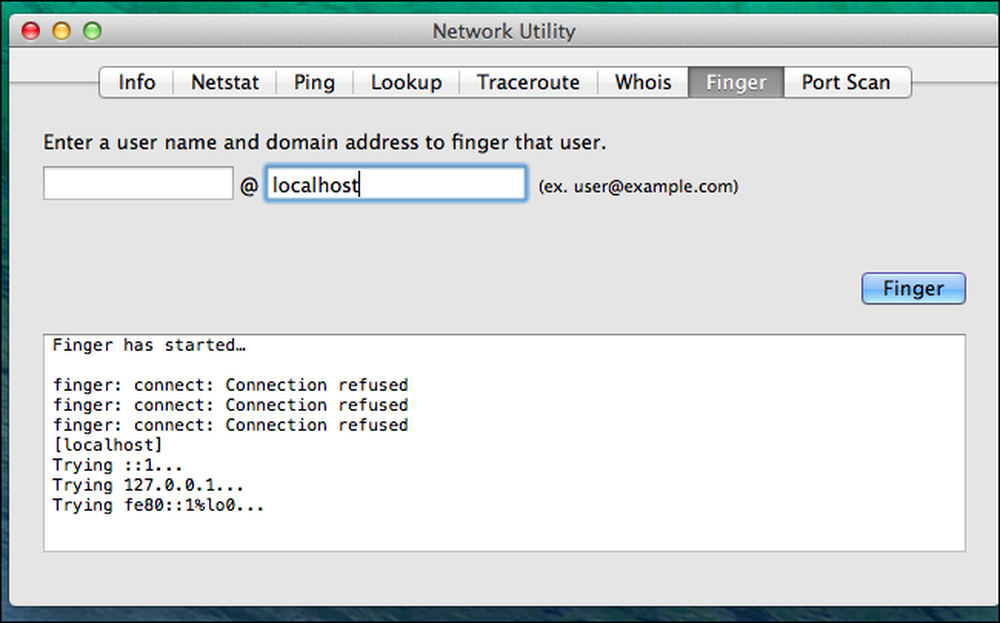 Network Utility
Info Netstat Ping Lookup Traceroute Whois Finger Port Scan
Enter a user name and domain address to finger that user.
@ localhost (ex. user@example.com)
Finger
Finger has started…
finger: connect: Connection refused
finger: connect: Connection refused
finger: connect: Connection refused
[localhost]
Trying ::1...
Trying 127.0.0.1...
Trying fe80::1%lo0...